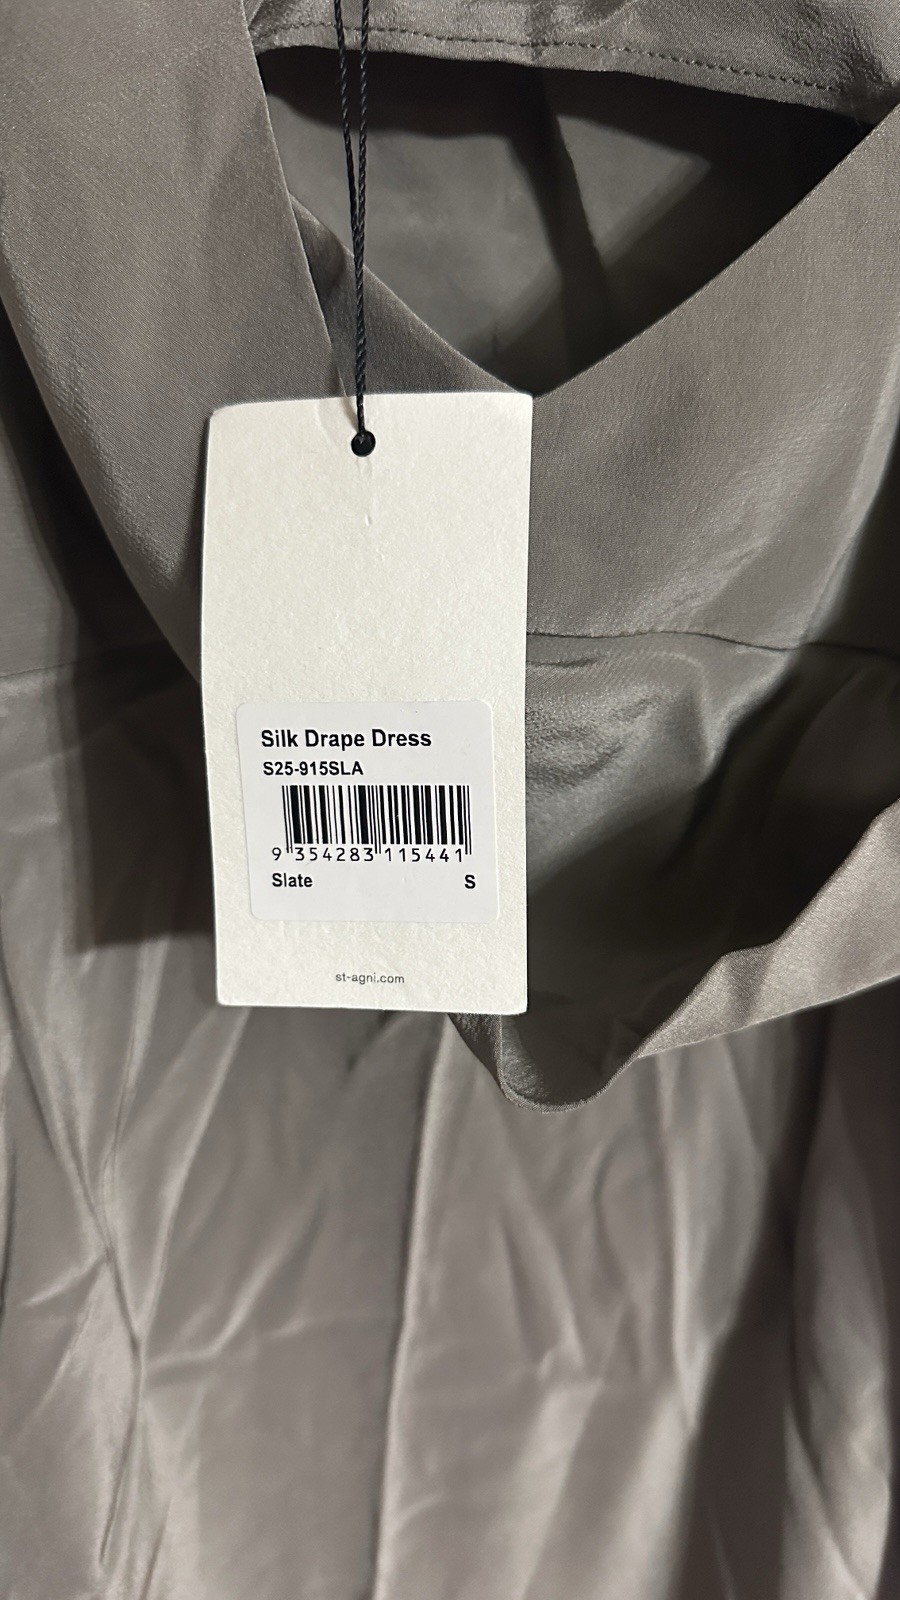 Silk Drape Dress
S25-915SLA
9 354283 115441
Slate S
st-agni.com